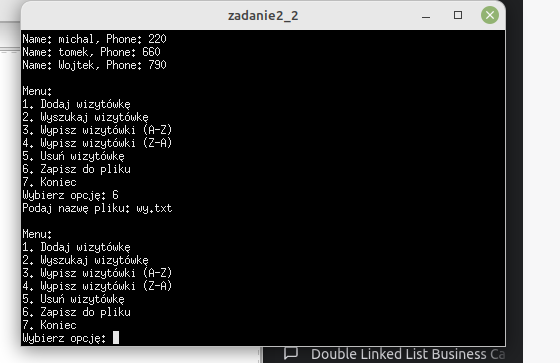 zadanie2_2
Name: michal, Phone: 220
Name: tomek, Phone: 660
Name: Wojtek, Phone: 790
Menu:
1. Dodaj wizytówkę
2. Wyszukaj wizytówkę
3. Wypisz wizytówki (A-Z)
4. Wypisz wizytówki (Z-A)
5. Usuń wizytówkę
6. Zapisz do pliku
7. Koniec
Wybierz opcję: 6
Podaj nazwę pliku: wy.txt
Menu:
1. Dodaj wizytówkę
2. Wyszukaj wizytówkę
3. Wypisz wizytówki (A-Z)
4. Wypisz wizytówki (Z-A)
5. Usuń wizytówkę
6. Zapisz do pliku
7. Koniec
Wybierz opcję:
Double Linked List Business Ca